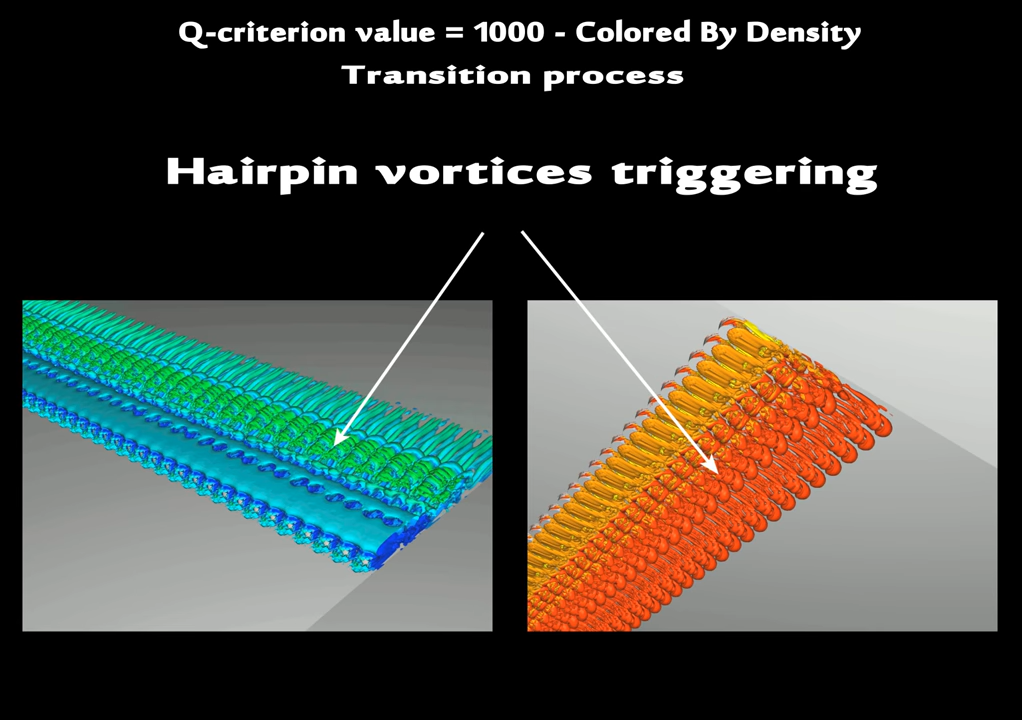 Q-criterion value = 1000 - Colored By Density
Transition process
Hairpin vortices triggering